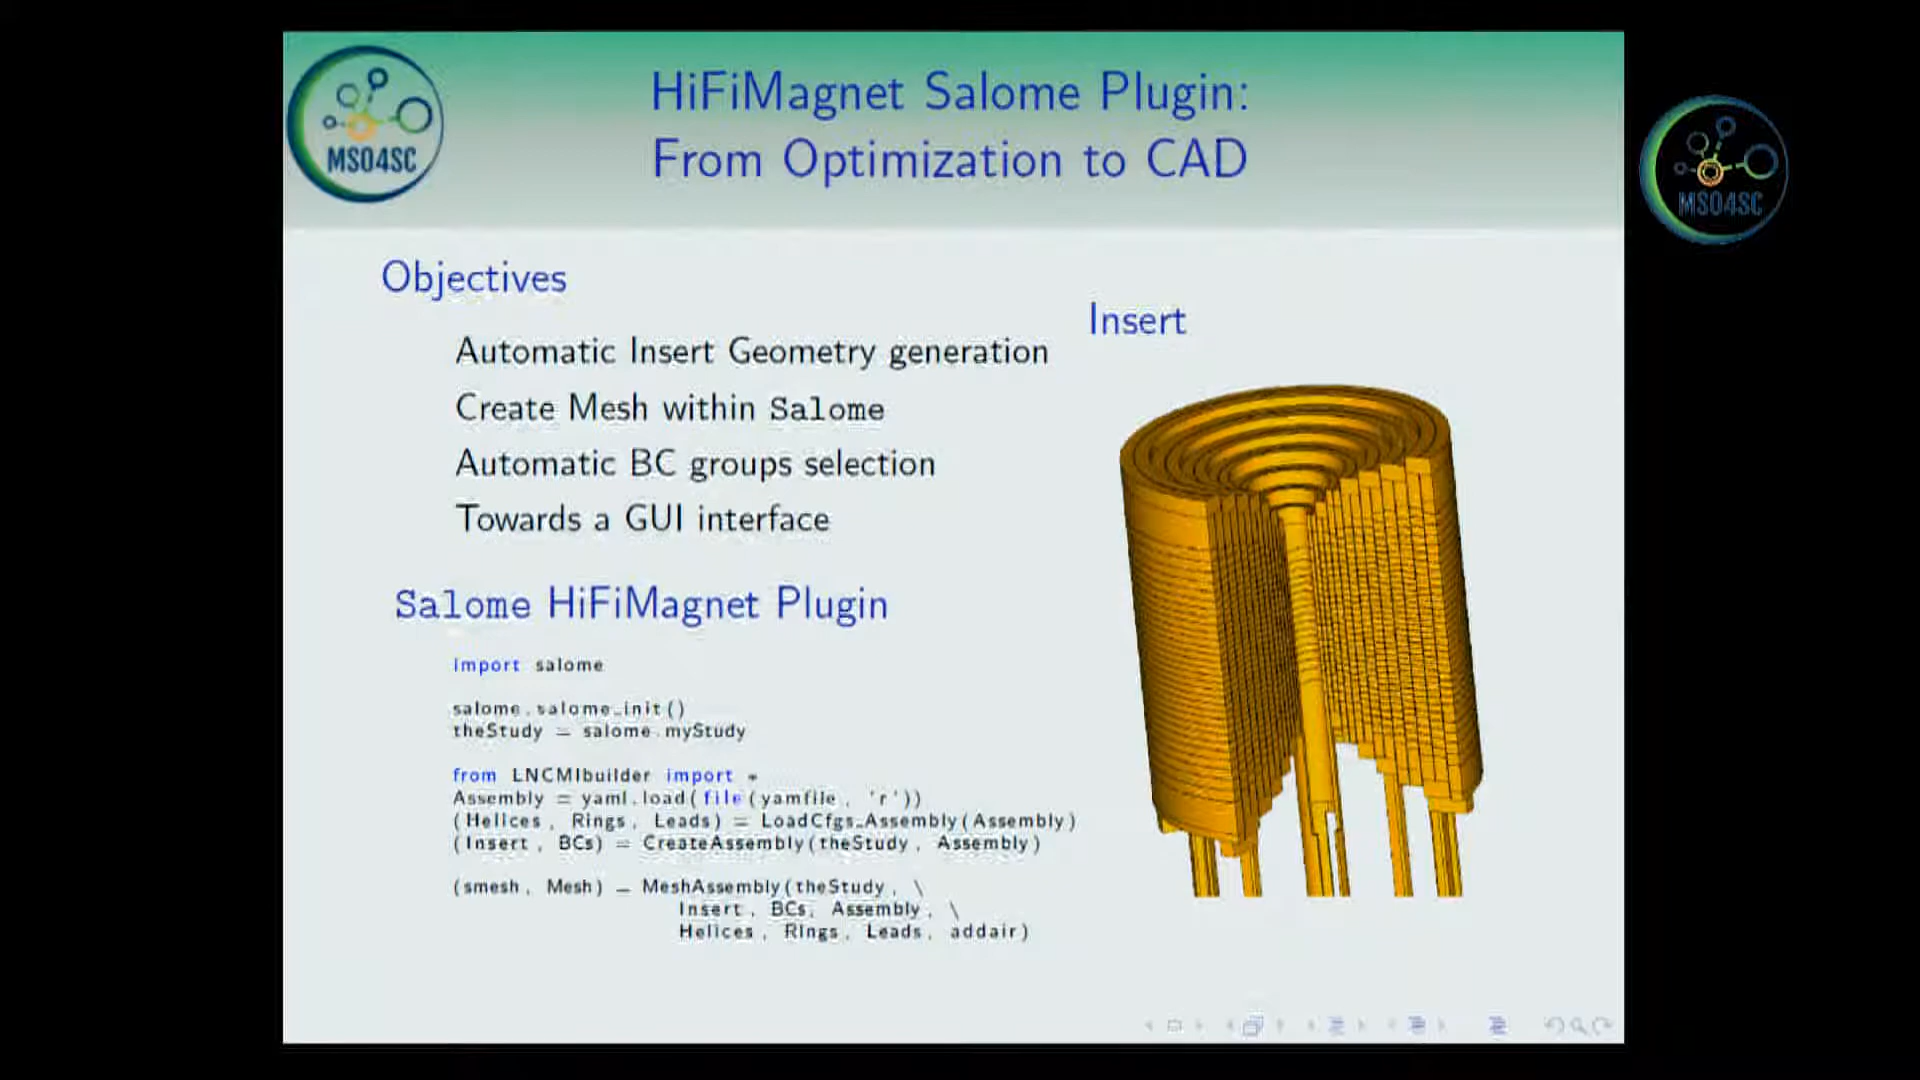 HiFiMagnet Salome Plugin:
From Optimization to CAD
MSO4SC
MSO4SC
Objectives
Automatic Insert Geometry generation
Create Mesh within Salome
Automatic BC groups selection
Towards a GUI interface
Insert
Salome HiFiMagnet Plugin
import salome
salome.salome_init()
theStudy = salome.myStudy
from LNCMIbuilder import *
Assembly = yaml.load(file(yamfile, 'r'))
(Helices, Rings, Leads) = LoadCfgs_Assembly(Assembly)
(Insert, BCs) = CreateAssembly(theStudy, Assembly)
(smesh, Mesh) = MeshAssembly(theStudy, \
Insert, BCs, Assembly, \
Helices, Rings, Leads, addair)